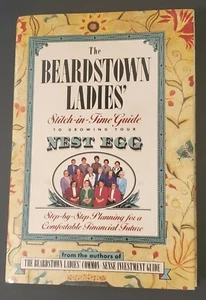 The
BEARDSTOWN
LADIES'
Stitch-in-Time Guide
TO GROWING YOUR
NEST EGG
Step-by-Step Planning for a
Comfortable Financial Future
from the authors of
THE BEARDSTOWN LADIES' COMMON-SENSE INVESTMENT GUIDE